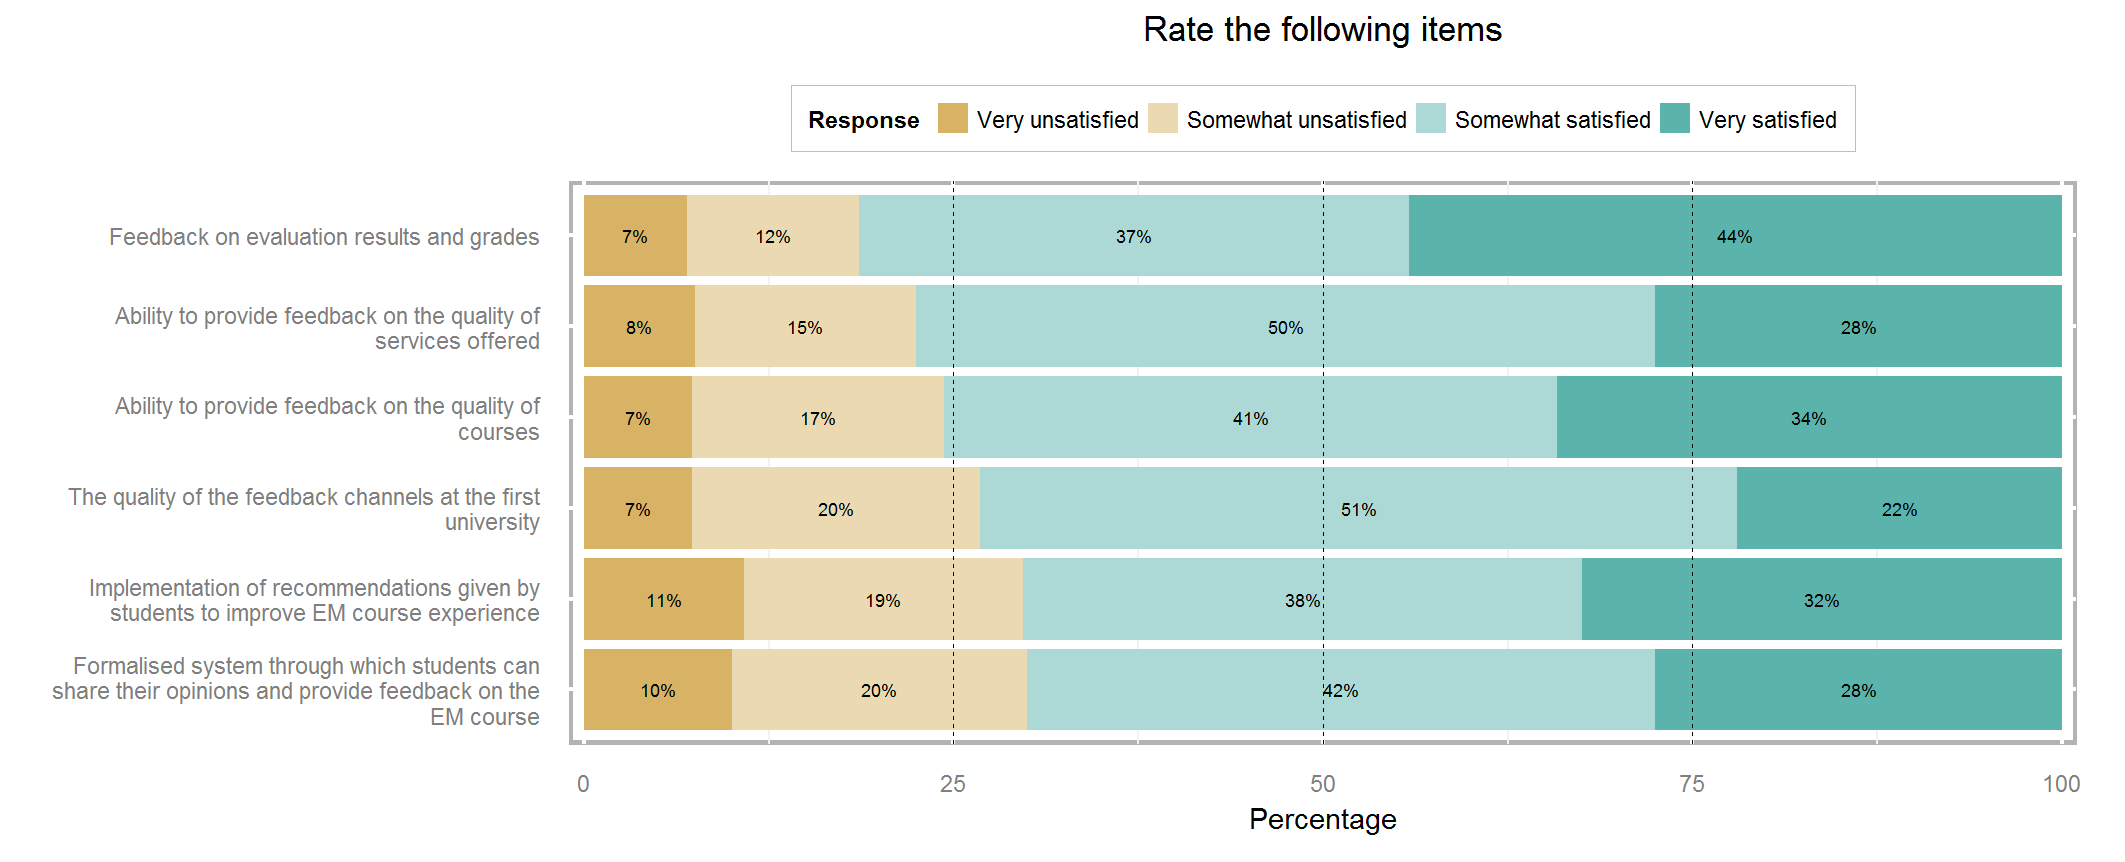 Rate the following items
Response Very unsatisfied Somewhat unsatisfied Somewhat satisfied Very satisfied
Feedback on evaluation results and grades
7% 12% 37% 44%
Ability to provide feedback on the quality of
services offered
8% 15% 50% 28%
Ability to provide feedback on the quality of
courses
7% 17% 41% 34%
The quality of the feedback channels at the first
university
7% 20% 51% 22%
Implementation of recommendations given by
students to improve EM course experience
11% 19% 38% 32%
Formalised system through which students can
share their opinions and provide feedback on the
EM course
10% 20% 42% 28%
0 25 50 75 100
Percentage